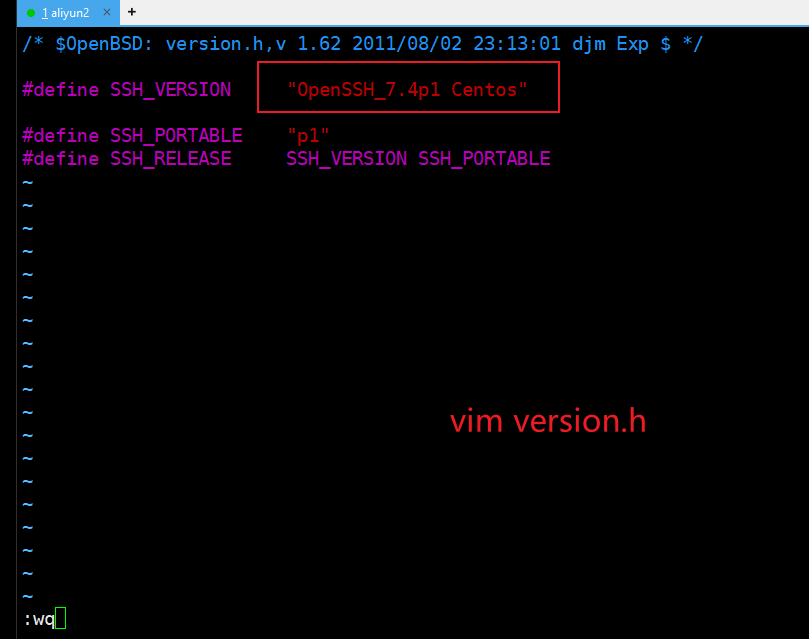 1 aliyun2 × +
/* $OpenBSD: version.h,v 1.62 2011/08/02 23:13:01 djm Exp $ */
#define SSH_VERSION "OpenSSH_7.4p1 Centos"
#define SSH_PORTABLE "p1"
#define SSH_RELEASE SSH_VERSION SSH_PORTABLE
~
~
~
~
~
~
~
~
~
~
~
vim version.h
~
~
~
~
~
~
~
~
:wq